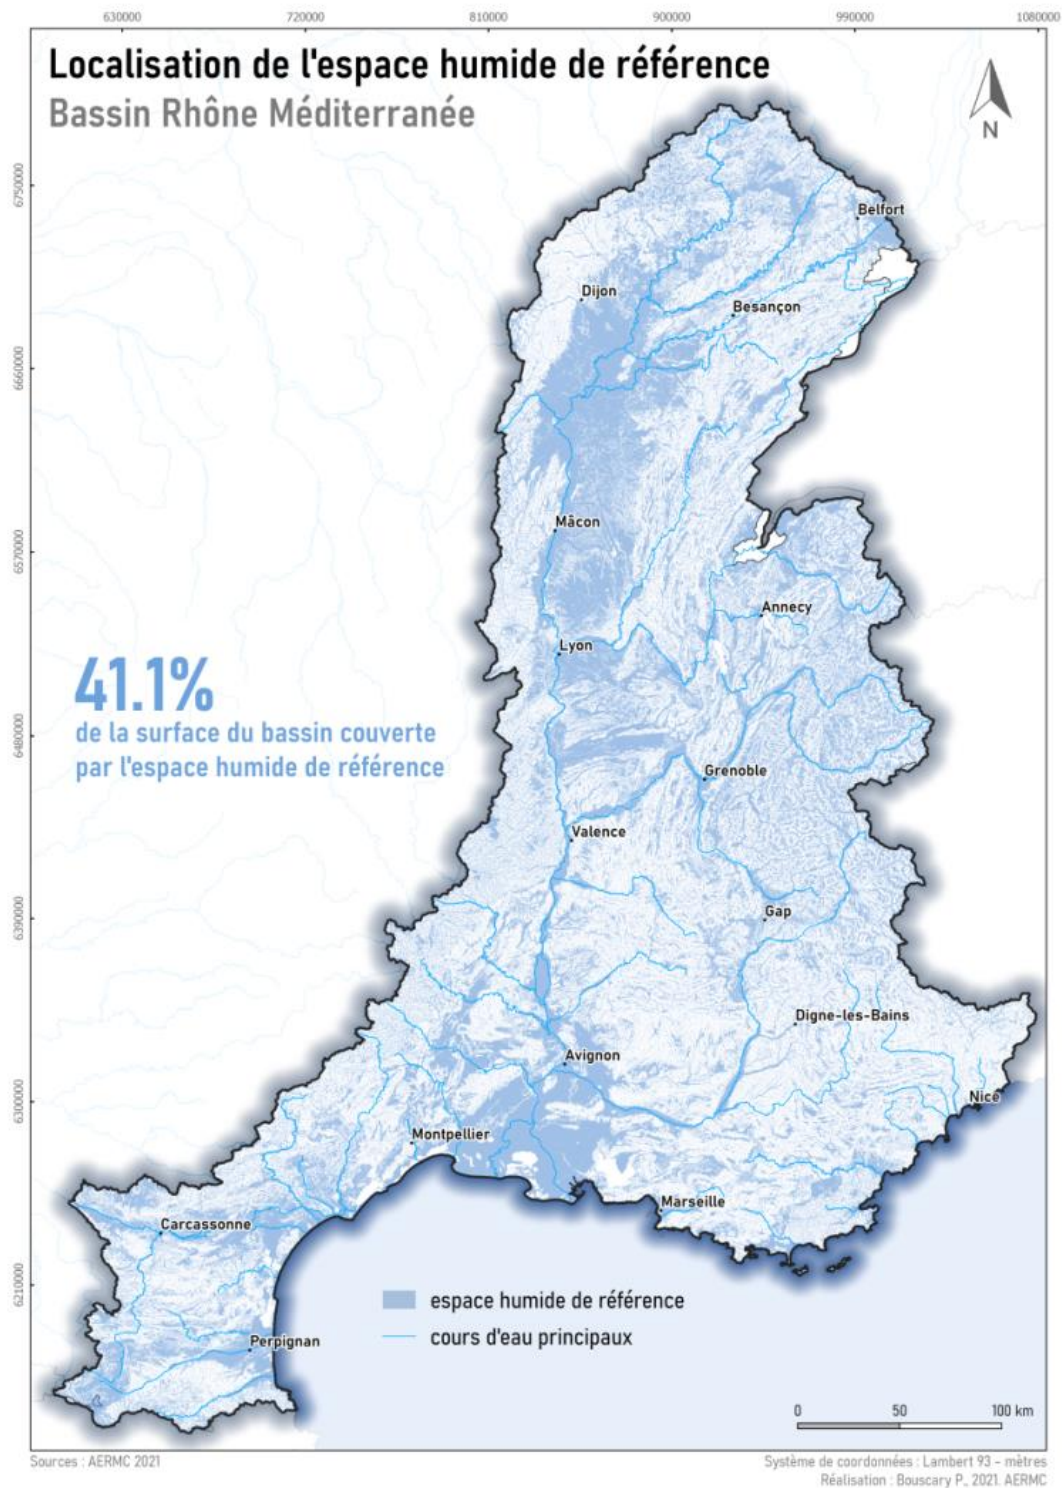 630000 720000 810000 900000 990000 1080000
Localisation de l'espace humide de référence
Bassin Rhône Méditerranée
N
6750000
Belfort
Dijon
Besançon
6660000
Mâcon
6570000
Annecy
Lyon
41.1%
de la surface du bassin couverte
par l'espace humide de référence
6480000
Grenoble
Valence
6390000
Gap
Digne-les-Bains
Avignon
6300000
Nice
Montpellier
Marseille
Carcassonne
6210000
espace humide de référence
cours d'eau principaux
Perpignan
0 50 100 km
Sources : AERMC 2021
Système de coordonnées : Lambert 93 - mètres
Réalisation : Bouscary P., 2021. AERMC